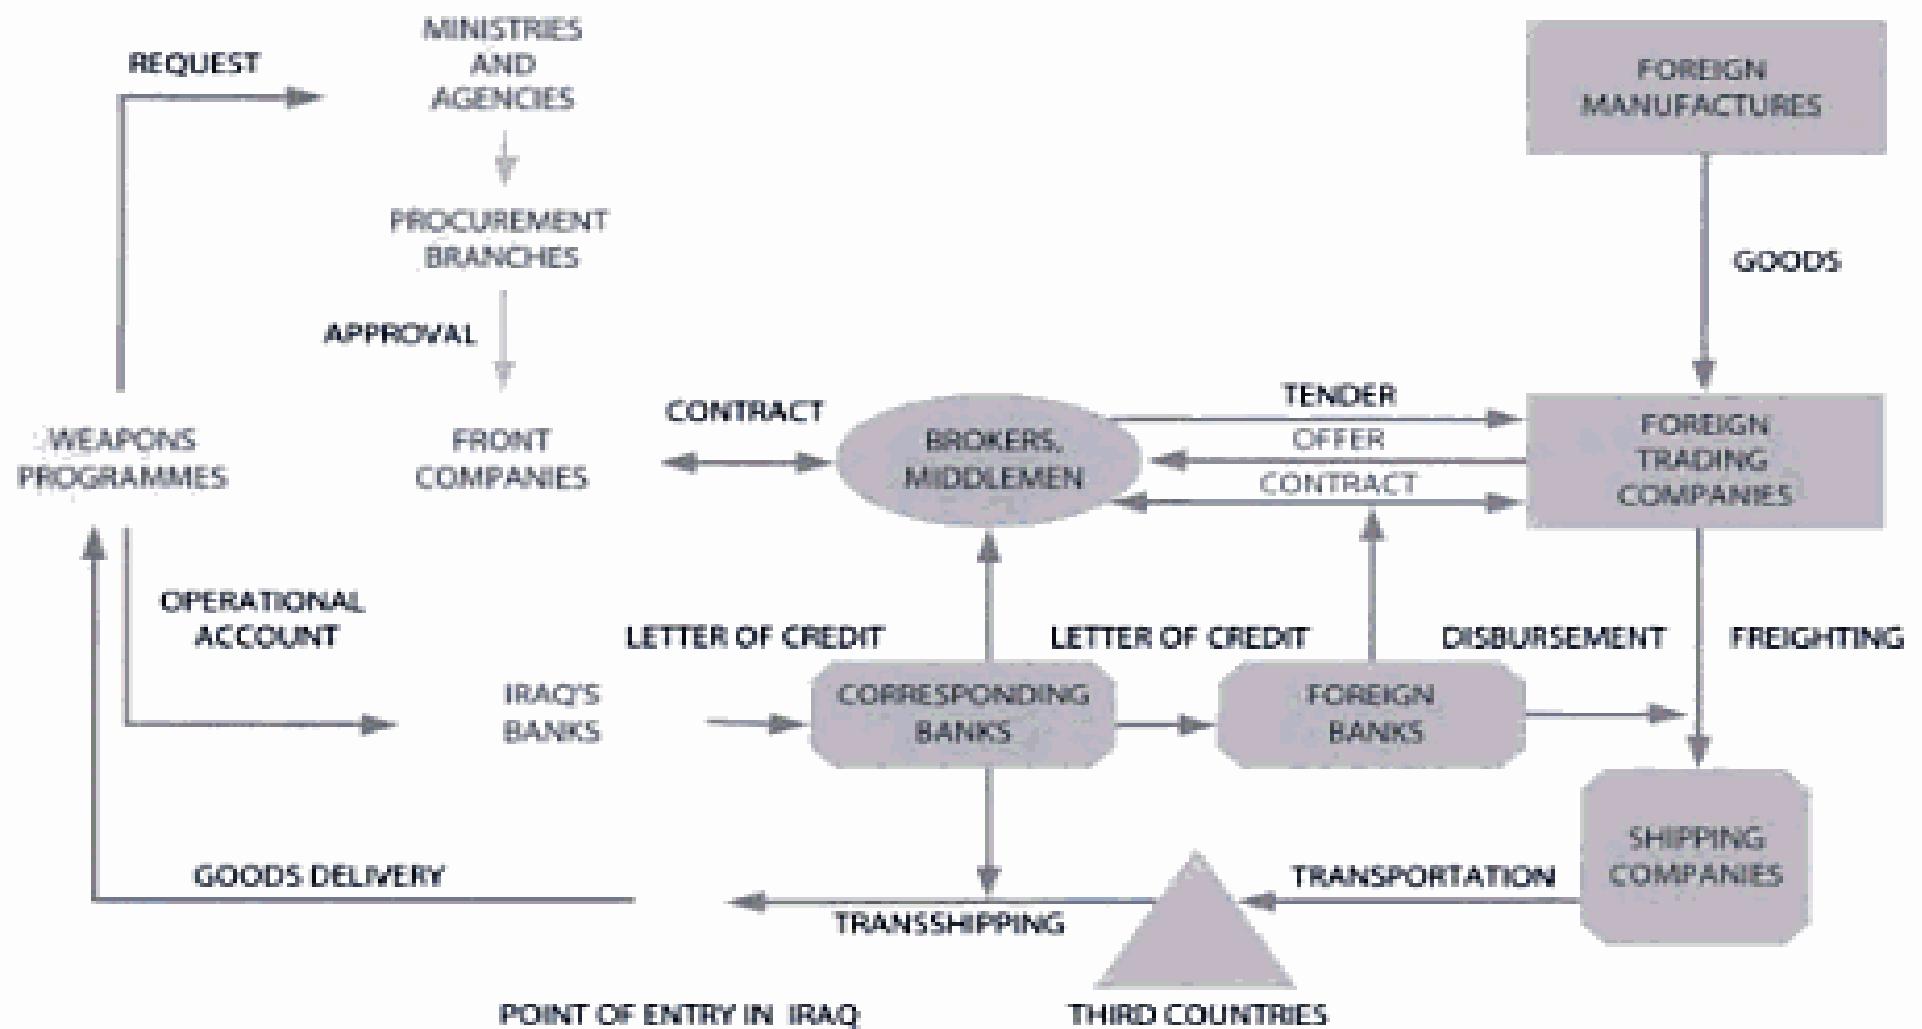 MINISTRIES
AND
AGENCIES
REQUEST
FOREIGN
MANUFACTURES
PROCUREMENT
BRANCHES
GOODS
APPROVAL
WEAPONS
PROGRAMMES
FRONT
COMPANIES
CONTRACT
BROKERS,
MIDDLEMEN
TENDER
OFFER
CONTRACT
FOREIGN
TRADING
COMPANIES
OPERATIONAL
ACCOUNT
LETTER OF CREDIT
LETTER OF CREDIT
DISBURSEMENT
FREIGHTING
IRAQ'S
BANKS
CORRESPONDING
BANKS
FOREIGN
BANKS
SHIPPING
COMPANIES
GOODS DELIVERY
TRANSSHIPPING
TRANSPORTATION
POINT OF ENTRY IN IRAQ
THIRD COUNTRIES